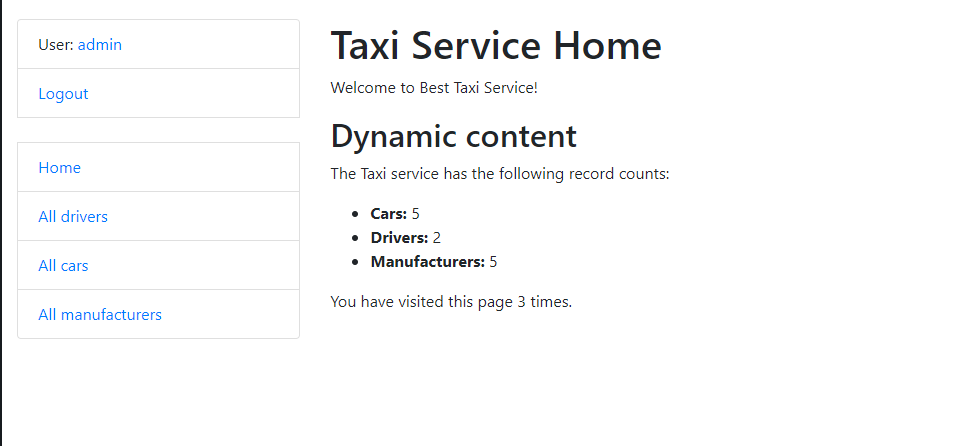 User: admin
Logout
Home
All drivers
All cars
All manufacturers
Taxi Service Home
Welcome to Best Taxi Service!
Dynamic content
The Taxi service has the following record counts:
Cars: 5
Drivers: 2
Manufacturers: 5
You have visited this page 3 times.